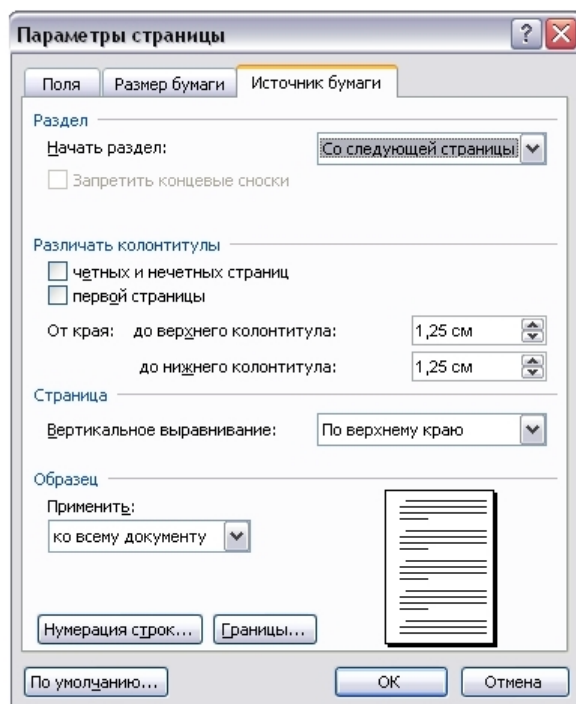 Параметры страницы
Поля Размер бумаги Источник бумаги
Раздел
Начать раздел: Со следующей страницы
Запретить концевые сноски
Различать колонтитулы
четных и нечетных страниц
первой страницы
От края: до верхнего колонтитула: 1,25 см
до нижнего колонтитула: 1,25 см
Страница
Вертикальное выравнивание: По верхнему краю
Образец
Применить:
ко всему документу
Нумерация строк... Границы...
По умолчанию... ОК Отмена